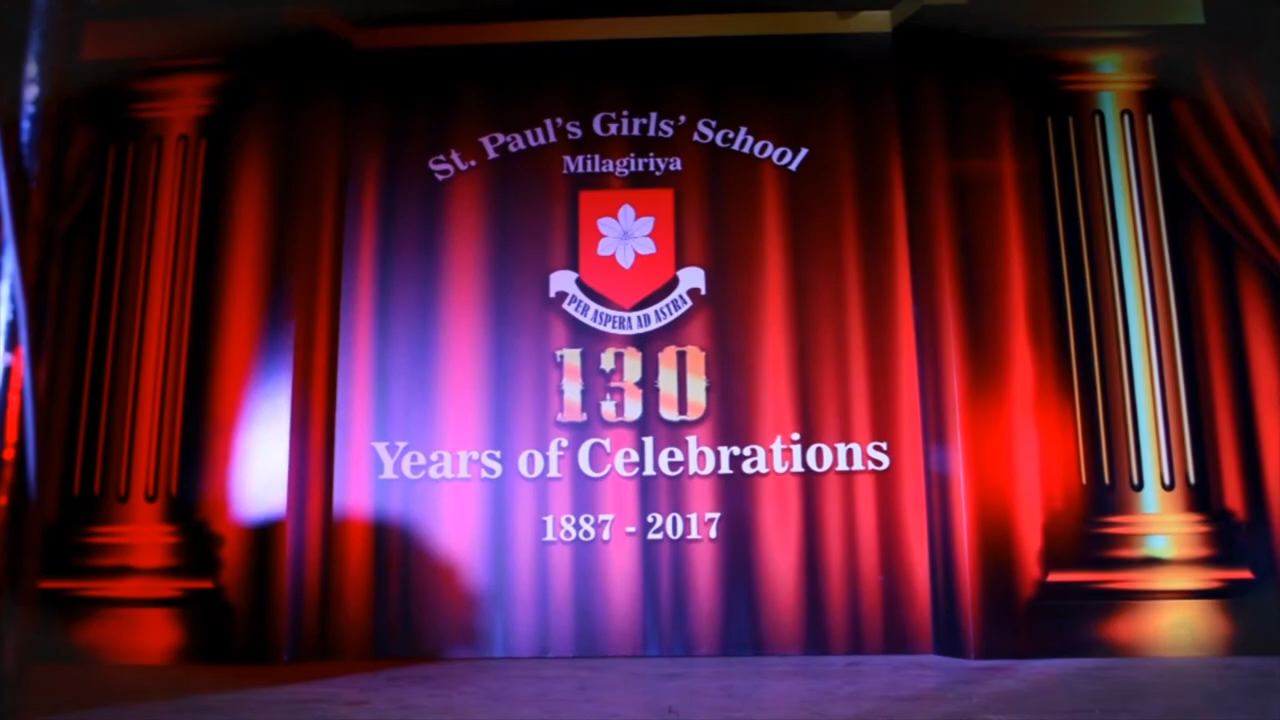 St. Paul's Girls' School
Milagiriya
PER ASPERA AD ASTRA
130
Years of Celebrations
1887 - 2017